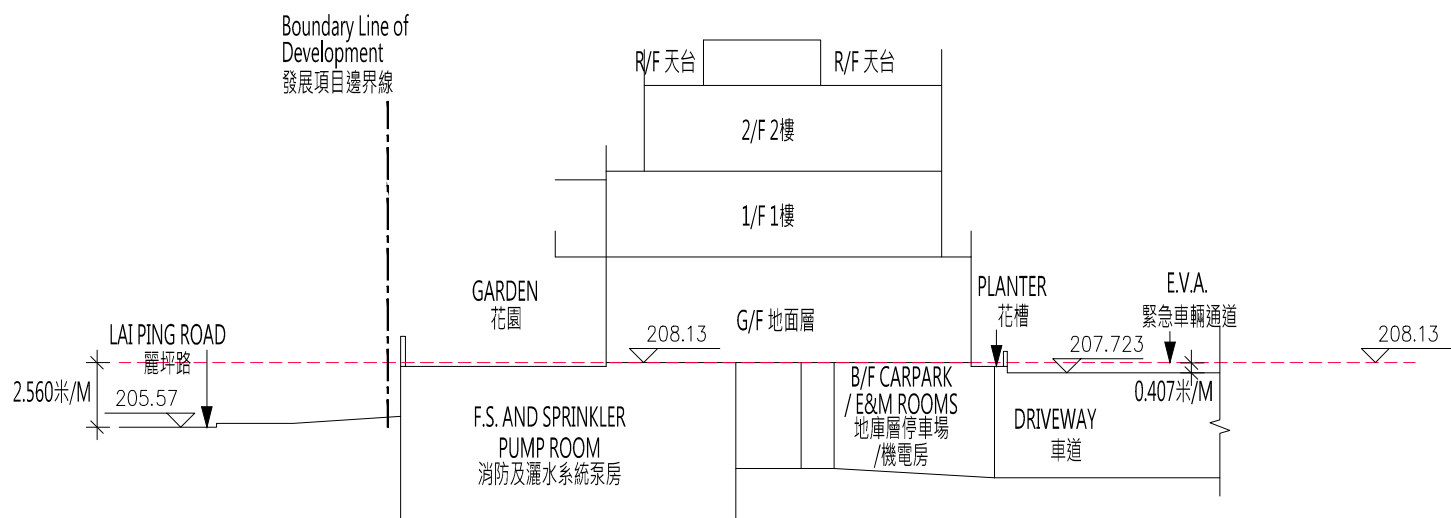 Boundary Line of
Development
發展項目邊界線
R/F 天台
R/F 天台
2/F 2樓
1/F 1樓
GARDEN
花園
G/F 地面層
PLANTER
花槽
E.V.A.
緊急車輛通道
LAI PING ROAD
麗坪路
208.13
207.723
208.13
2.560米/M
205.57
0.407米/M
F.S. AND SPRINKLER
PUMP ROOM
消防及灑水系統泵房
B/F CARPARK
/ E&M ROOMS
地庫層停車場
/機電房
DRIVEWAY
車道